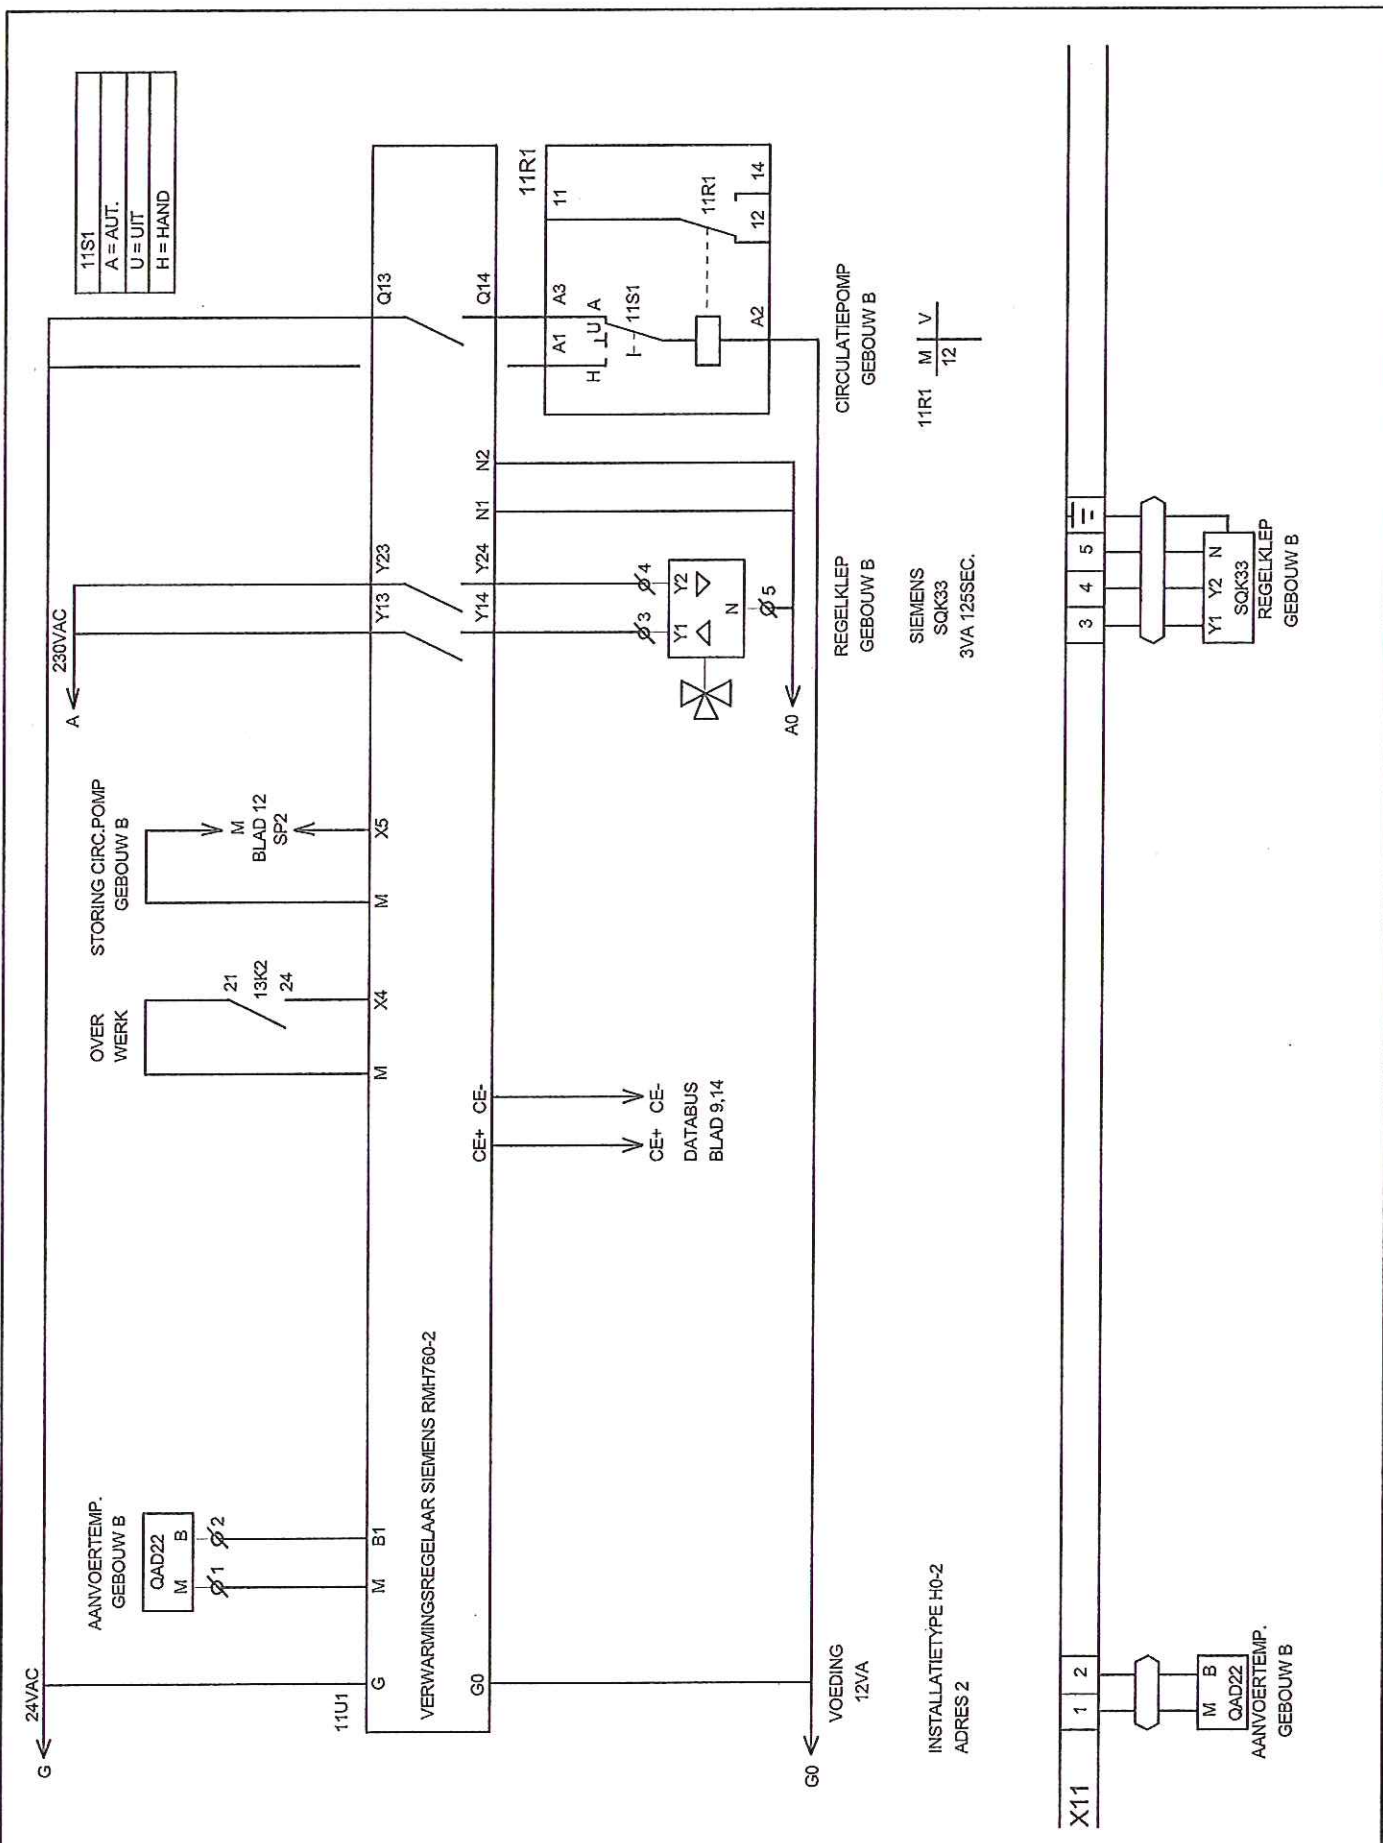 24VAC
G
230VAC
A
11S1
A = AUT.
U = UIT
H = HAND
AANVOERTEMP.
GEBOUW B
QAD22
M B
1 2
OVER
WERK
21
13K2
24
STORING CIRC.POMP
GEBOUW B
M
BLAD 12
SP2
11U1
G M B1 M X4 M X5 Y13 Y23 Q13
VERWARMINGSREGELAAR SIEMENS RMH760-2
G0 CE+ CE- Y14 Y24 N1 N2 Q14
CE+ CE-
DATABUS
BLAD 9,14
3 4
Y1 Y2
N
5
A0
11R1
A1 A3 11
H U A
11S1
11R1
A2 12 14
G0
VOEDING
12VA
REGELKLEP
GEBOUW B
SIEMENS
SQK33
3VA 125SEC.
CIRCULATIEPOMP
GEBOUW B
11R1 M V
12
INSTALLATIETYPE H0-2
ADRES 2
X11 1 2 3 4 5
M B
QAD22
AANVOERTEMP.
GEBOUW B
Y1 Y2 N
SQK33
REGELKLEP
GEBOUW B